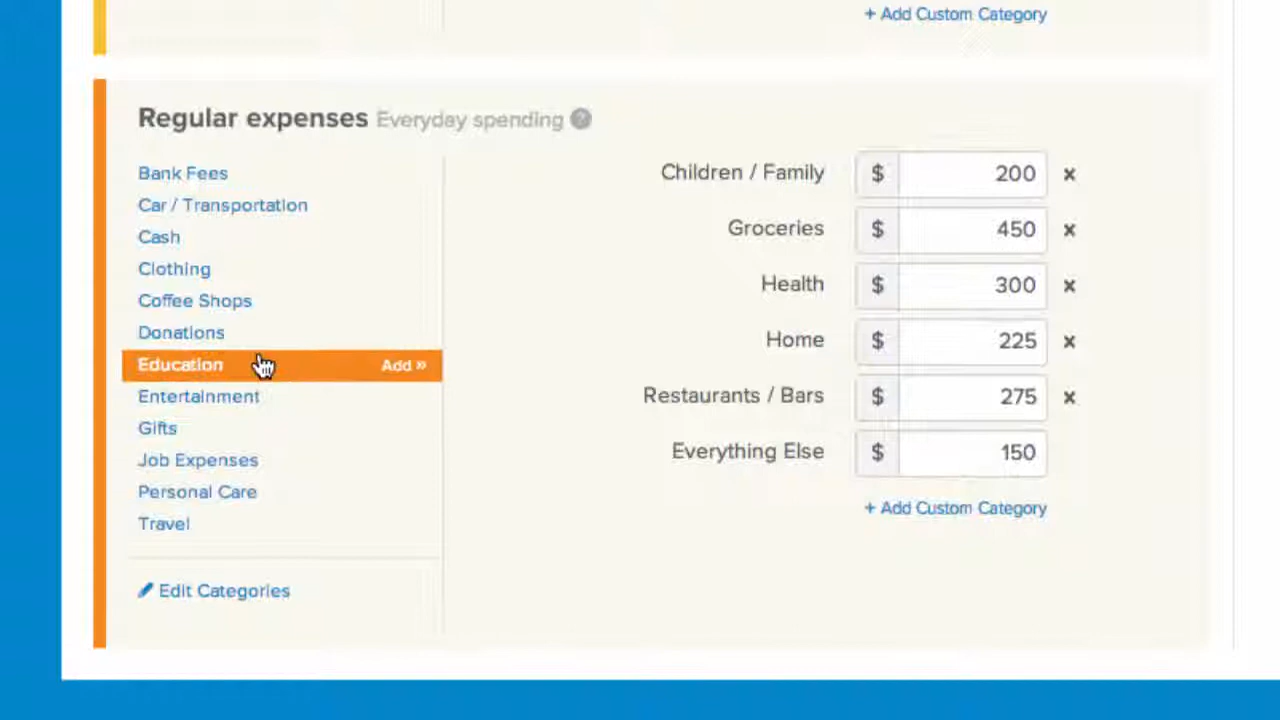 + Add Custom Category
Regular expenses Everyday spending ?
Bank Fees
Car / Transportation
Cash
Clothing
Coffee Shops
Donations
Education Add »
Entertainment
Gifts
Job Expenses
Personal Care
Travel
Edit Categories
Children / Family $ 200 x
Groceries $ 450 x
Health $ 300 x
Home $ 225 x
Restaurants / Bars $ 275 x
Everything Else $ 150
+ Add Custom Category